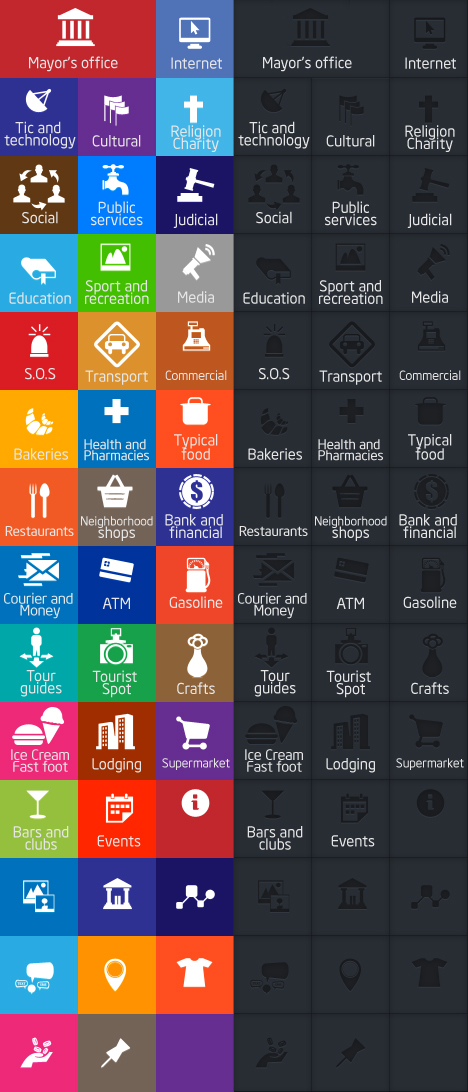 Mayor's office
Internet
Mayor's office
Internet
Tic and
technology
Cultural
Religion
Charity
Tic and
technology
Cultural
Religion
Charity
Social
Public
services
Judicial
Social
Public
services
Judicial
Education
Sport and
recreation
Media
Education
Sport and
recreation
Media
S.O.S
Transport
Commercial
S.O.S
Transport
Commercial
Bakeries
Health and
Pharmacies
Typical
food
Bakeries
Health and
Pharmacies
Typical
food
Restaurants
Neighborhood
shops
Bank and
financial
Restaurants
Neighborhood
shops
Bank and
financial
Courier and
Money
ATM
Gasoline
Courier and
Money
ATM
Gasoline
Tour
guides
Tourist
Spot
Crafts
Tour
guides
Tourist
Spot
Crafts
Ice Cream
Fast foot
Lodging
Supermarket
Ice Cream
Fast foot
Lodging
Supermarket
Bars and
clubs
Events
Bars and
clubs
Events